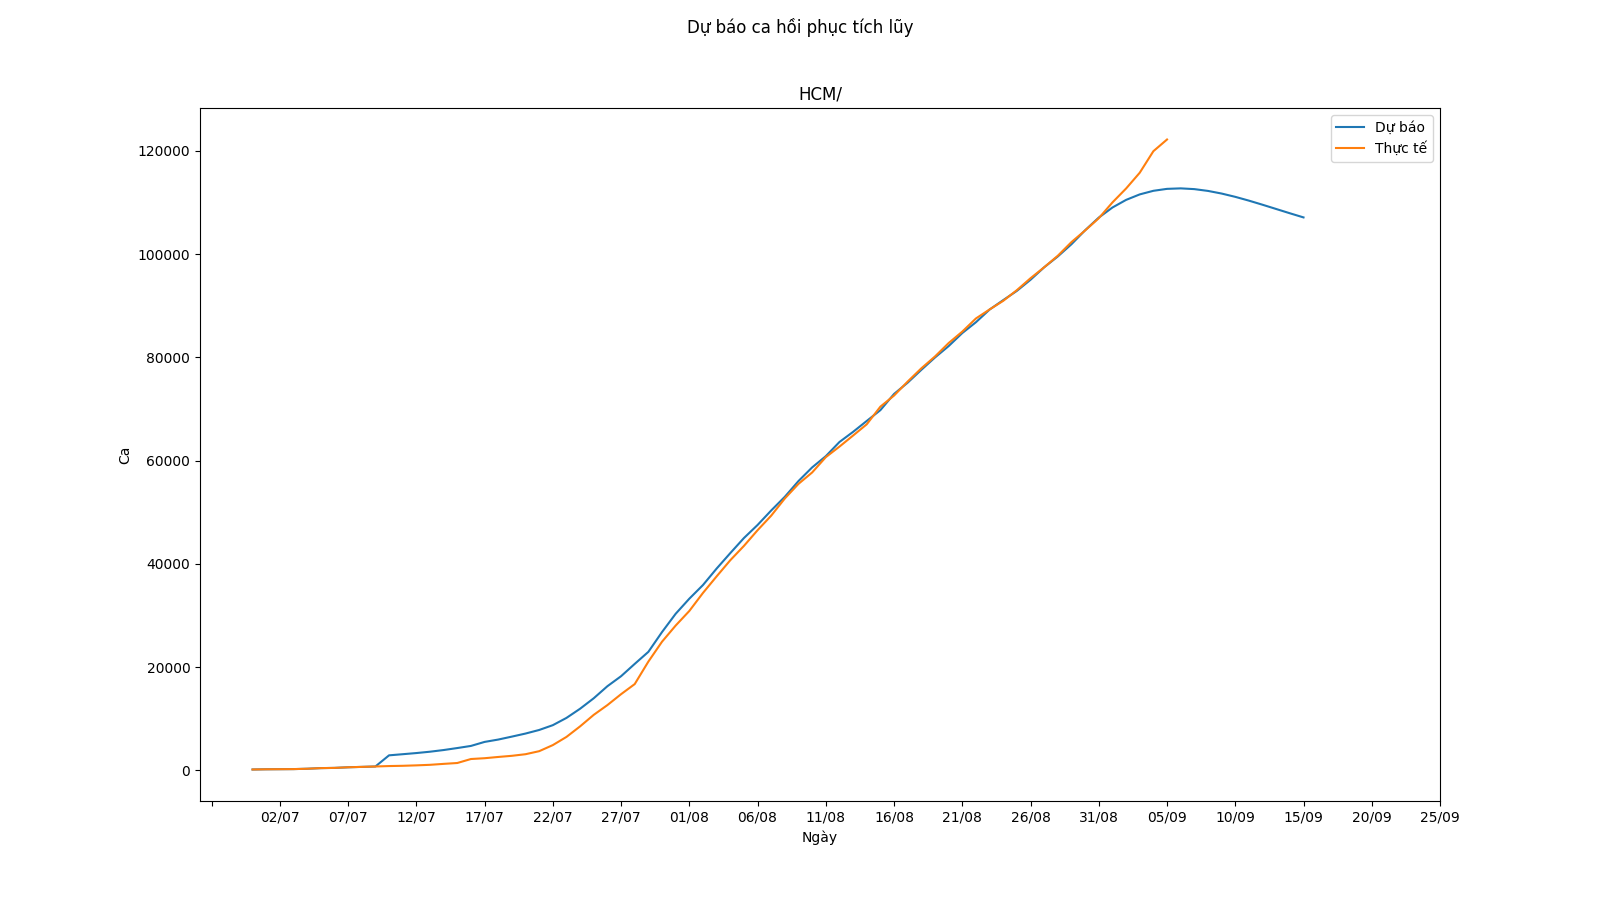 Dự báo ca hồi phục tích lũy
HCM/
Dự báo
Thực tế
120000
100000
80000
60000
40000
20000
0
Ca
02/07 07/07 12/07 17/07 22/07 27/07 01/08 06/08 11/08 16/08 21/08 26/08 31/08 05/09 10/09 15/09 20/09 25/09
Ngày